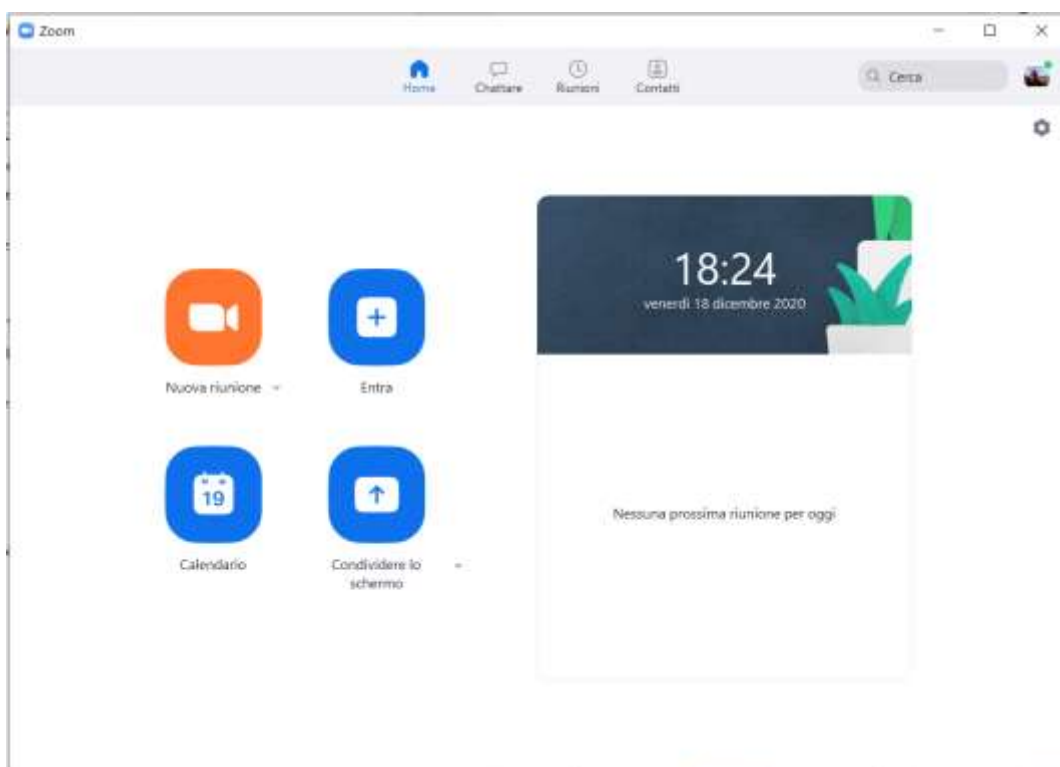 Zoom
Home Chattare Riunioni Contatti
Cerca
18:24
venerdì 18 dicembre 2020
Nuova riunione
Entra
19
Calendario
Condividere lo
schermo
Nessuna prossima riunione per oggi